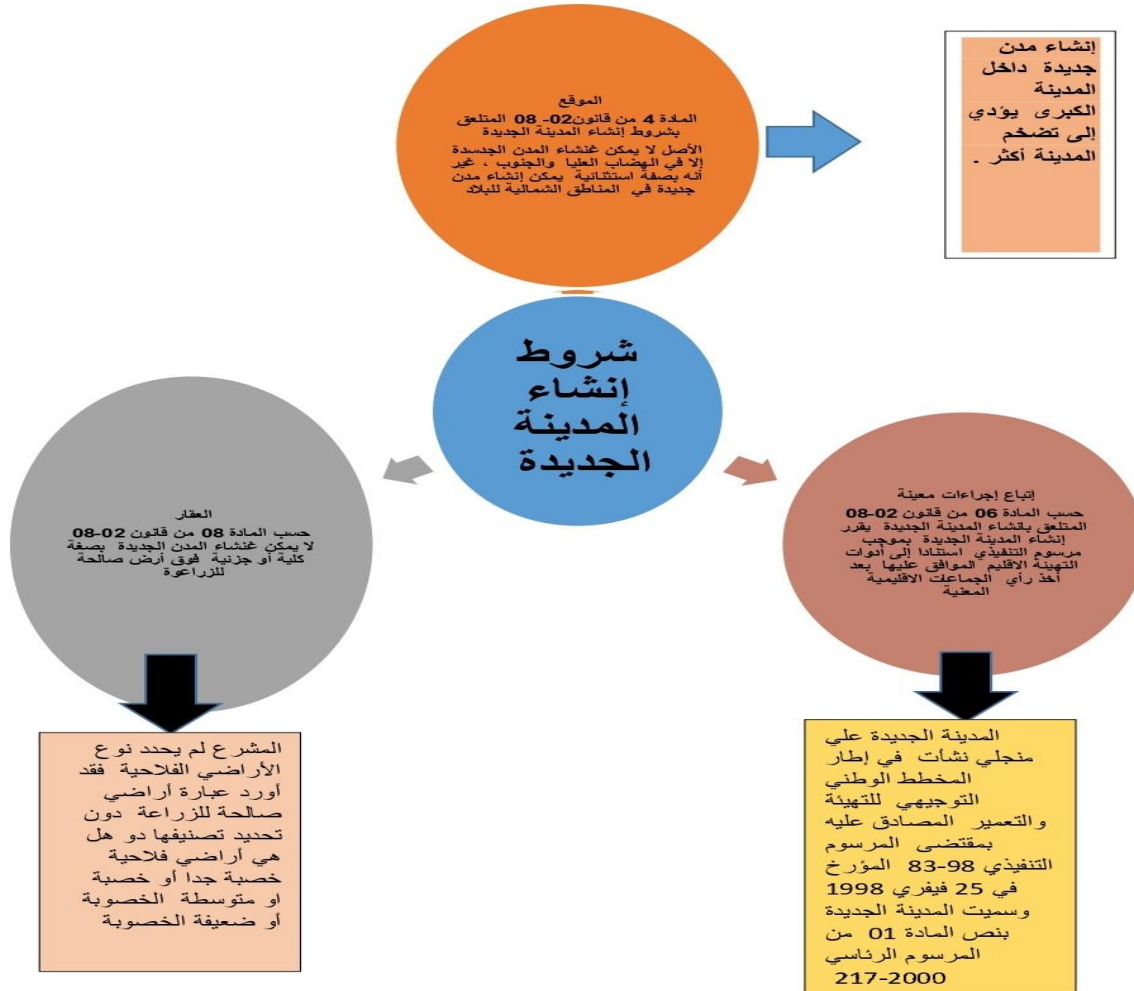 الموقع
المادة 4 من قانون02- 08 المتلعق
بشروط إنشاء المدينة الجديدة
الأصل لا يمكن غنشاء المدن الجدسدة
إلا في الهضاب العليا والجنوب ، غير
أنه بصفة استثنائية يمكن إنشاء مدن
جديدة في المناطق الشمالية للبلاد
إنشاء مدن
جديدة داخل
المدينة
الكبرى يؤدي
إلى تضخم
المدينة أكثر .
شروط
إنشاء
المدينة
الجديدة
إتباع إجراءات معينة
حسب المادة 06 من قانون 02-08
المتلعق بانشاء المدينة الجديدة يقرر
إنشاء المدينة الجديدة بموجب
مرسوم التنفيذي استنادا إلى أدوات
التهيئة الاقليم الموافق عليها بعد
أخذ رأي الجماعات الاقليمية
المعنية
العقار
حسب المادة 08 من قانون 02-08
لا يمكن غنشاء المدن الجديدة بصفة
كلية أو جزئية فوق أرض صالحة
للزراعوة
المدينة الجديدة علي
منجلي نشأت في إطار
المخطط الوطني
التوجيهي للتهيئة
والتعمير المصادق عليه
بمقتضى المرسوم
التنفيذي 98-83 المؤرخ
في 25 فيفري 1998
وسميت المدينة الجديدة
بنص المادة 01 من
المرسوم الرئاسي
2000-217
المشرع لم يحدد نوع
الأراضي الفلاحية فقد
أورد عبارة أراضي
صالحة للزراعة دون
تحديد تصنيفها دو هل
هي أراضي فلاحية
خصبة جدا أو خصبة
او متوسطة الخصوبة
أو ضعيفة الخصوبة